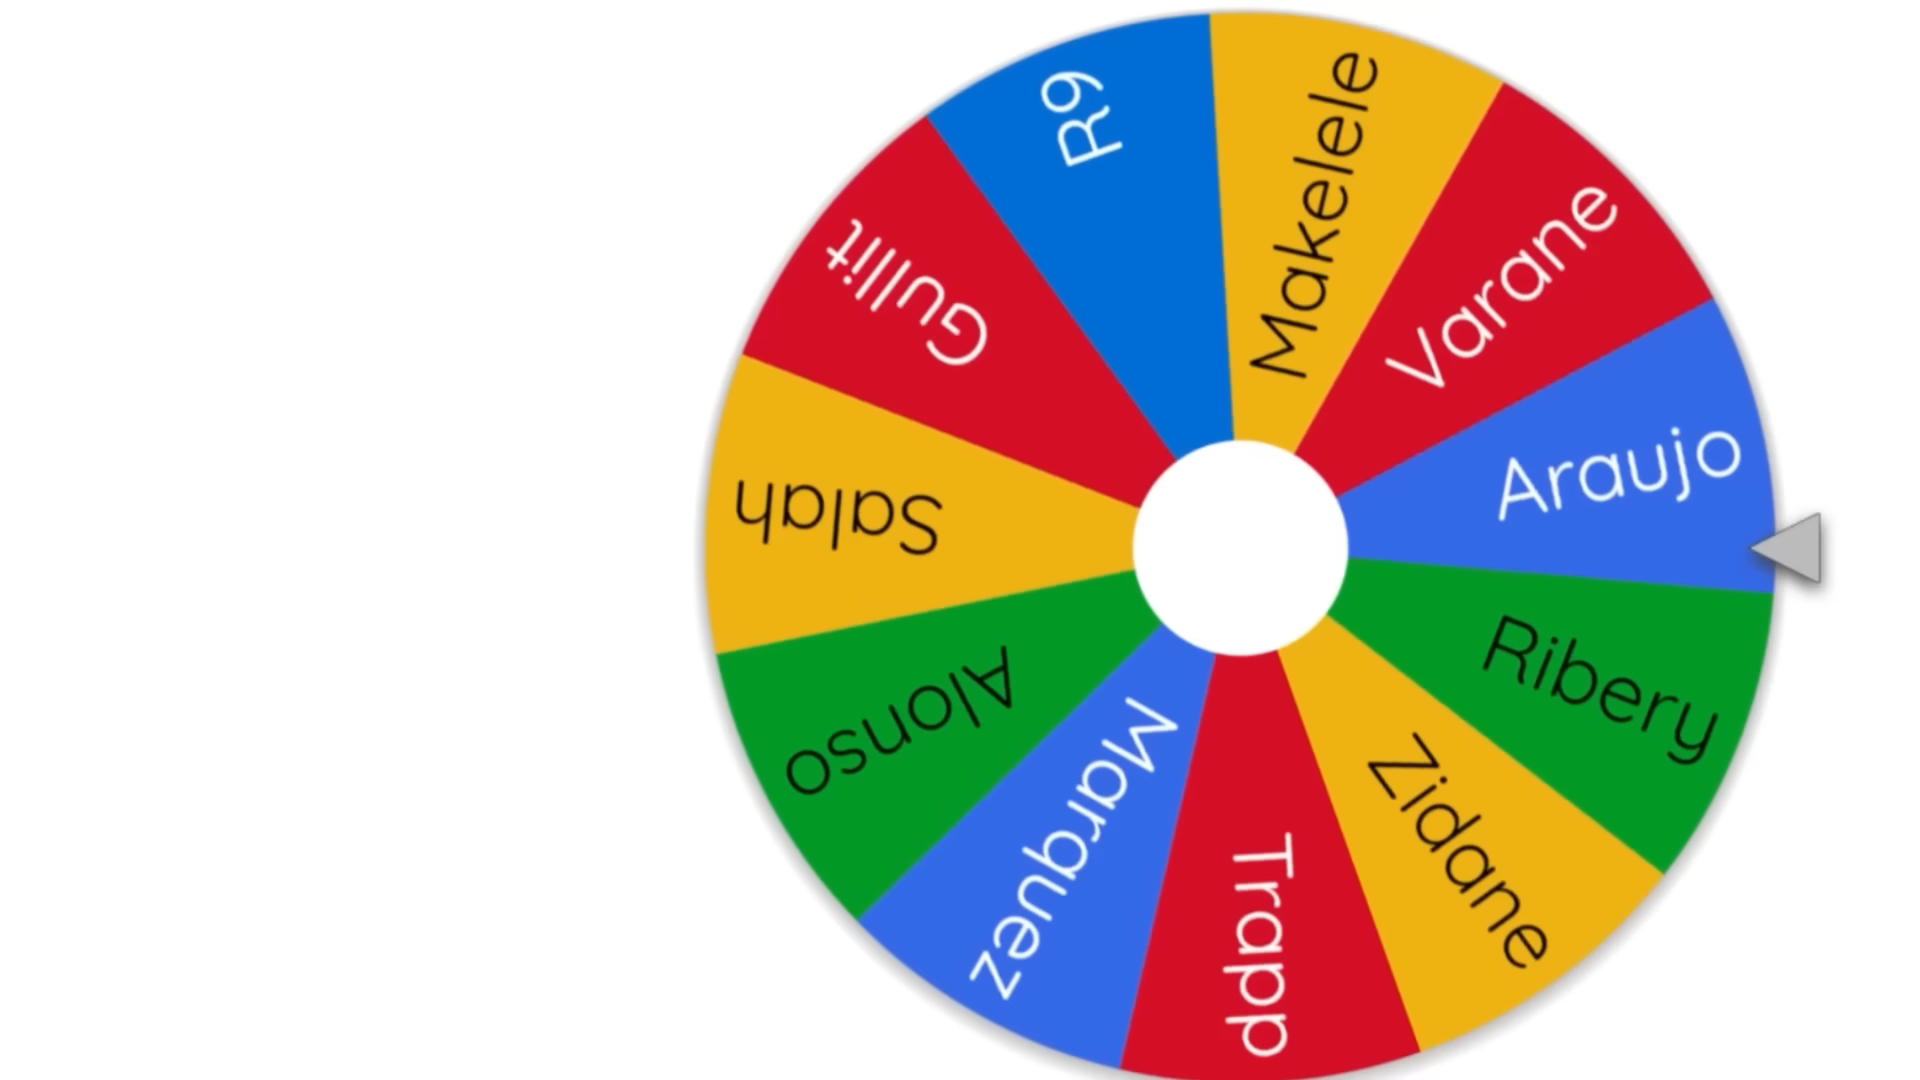 R9
Makelele
Varane
Araujo
Ribery
Zidane
Trapp
Marquez
Alonso
Salah
Gullit